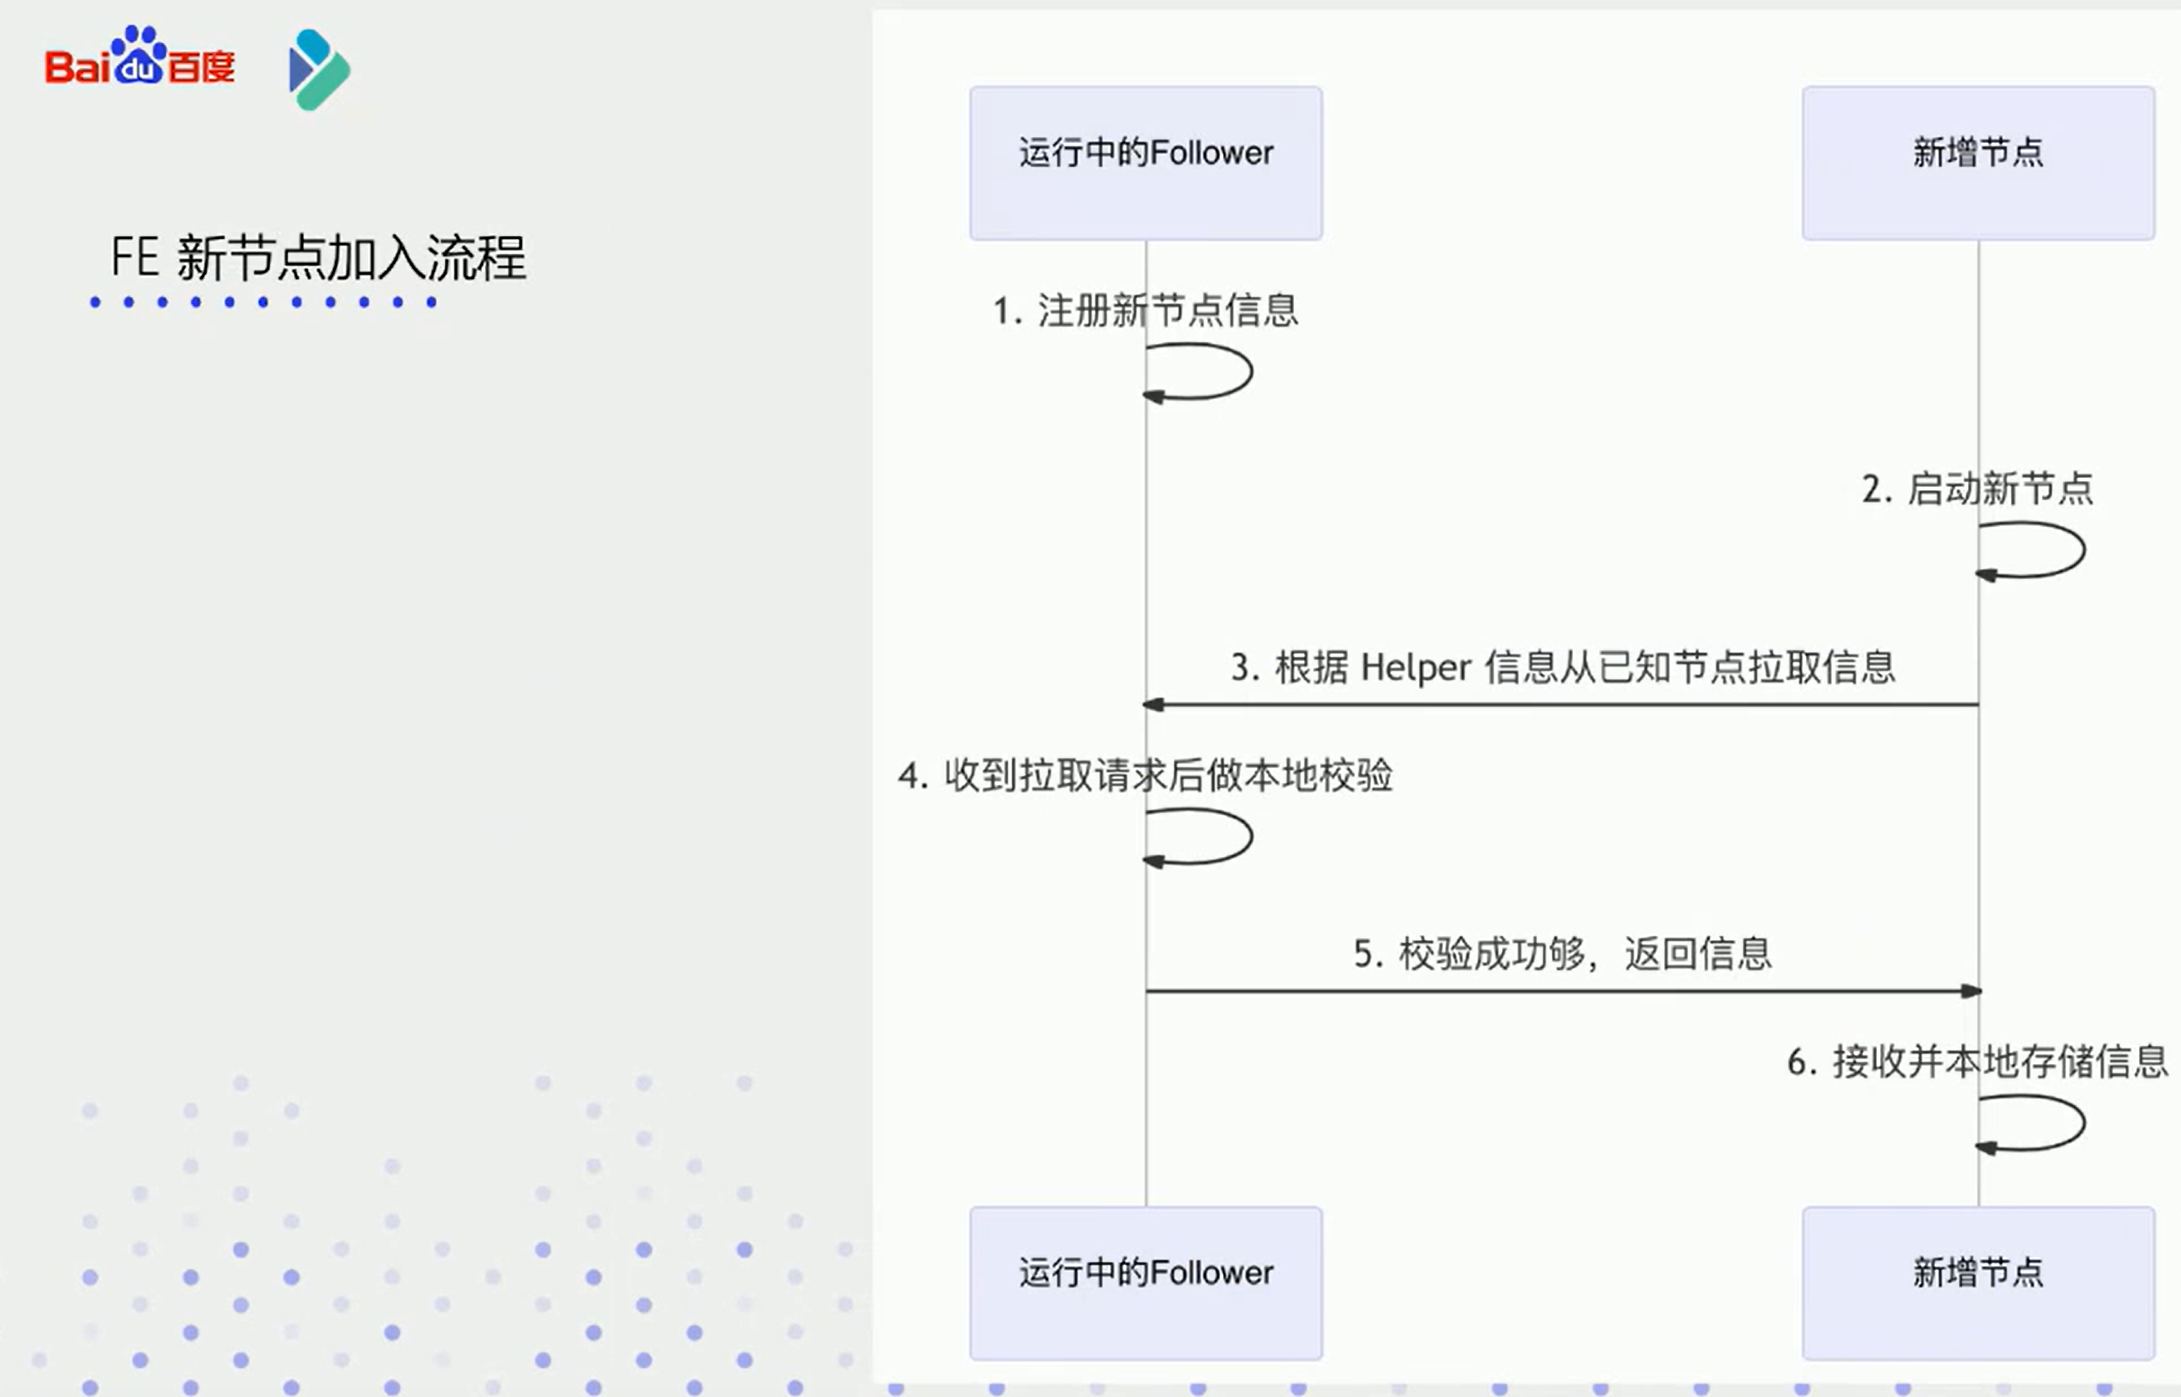 Baidu百度
FE 新节点加入流程
运行中的Follower
新增节点
1. 注册新节点信息
2. 启动新节点
3. 根据 Helper 信息从已知节点拉取信息
4. 收到拉取请求后做本地校验
5. 校验成功够，返回信息
6. 接收并本地存储信息
运行中的Follower
新增节点